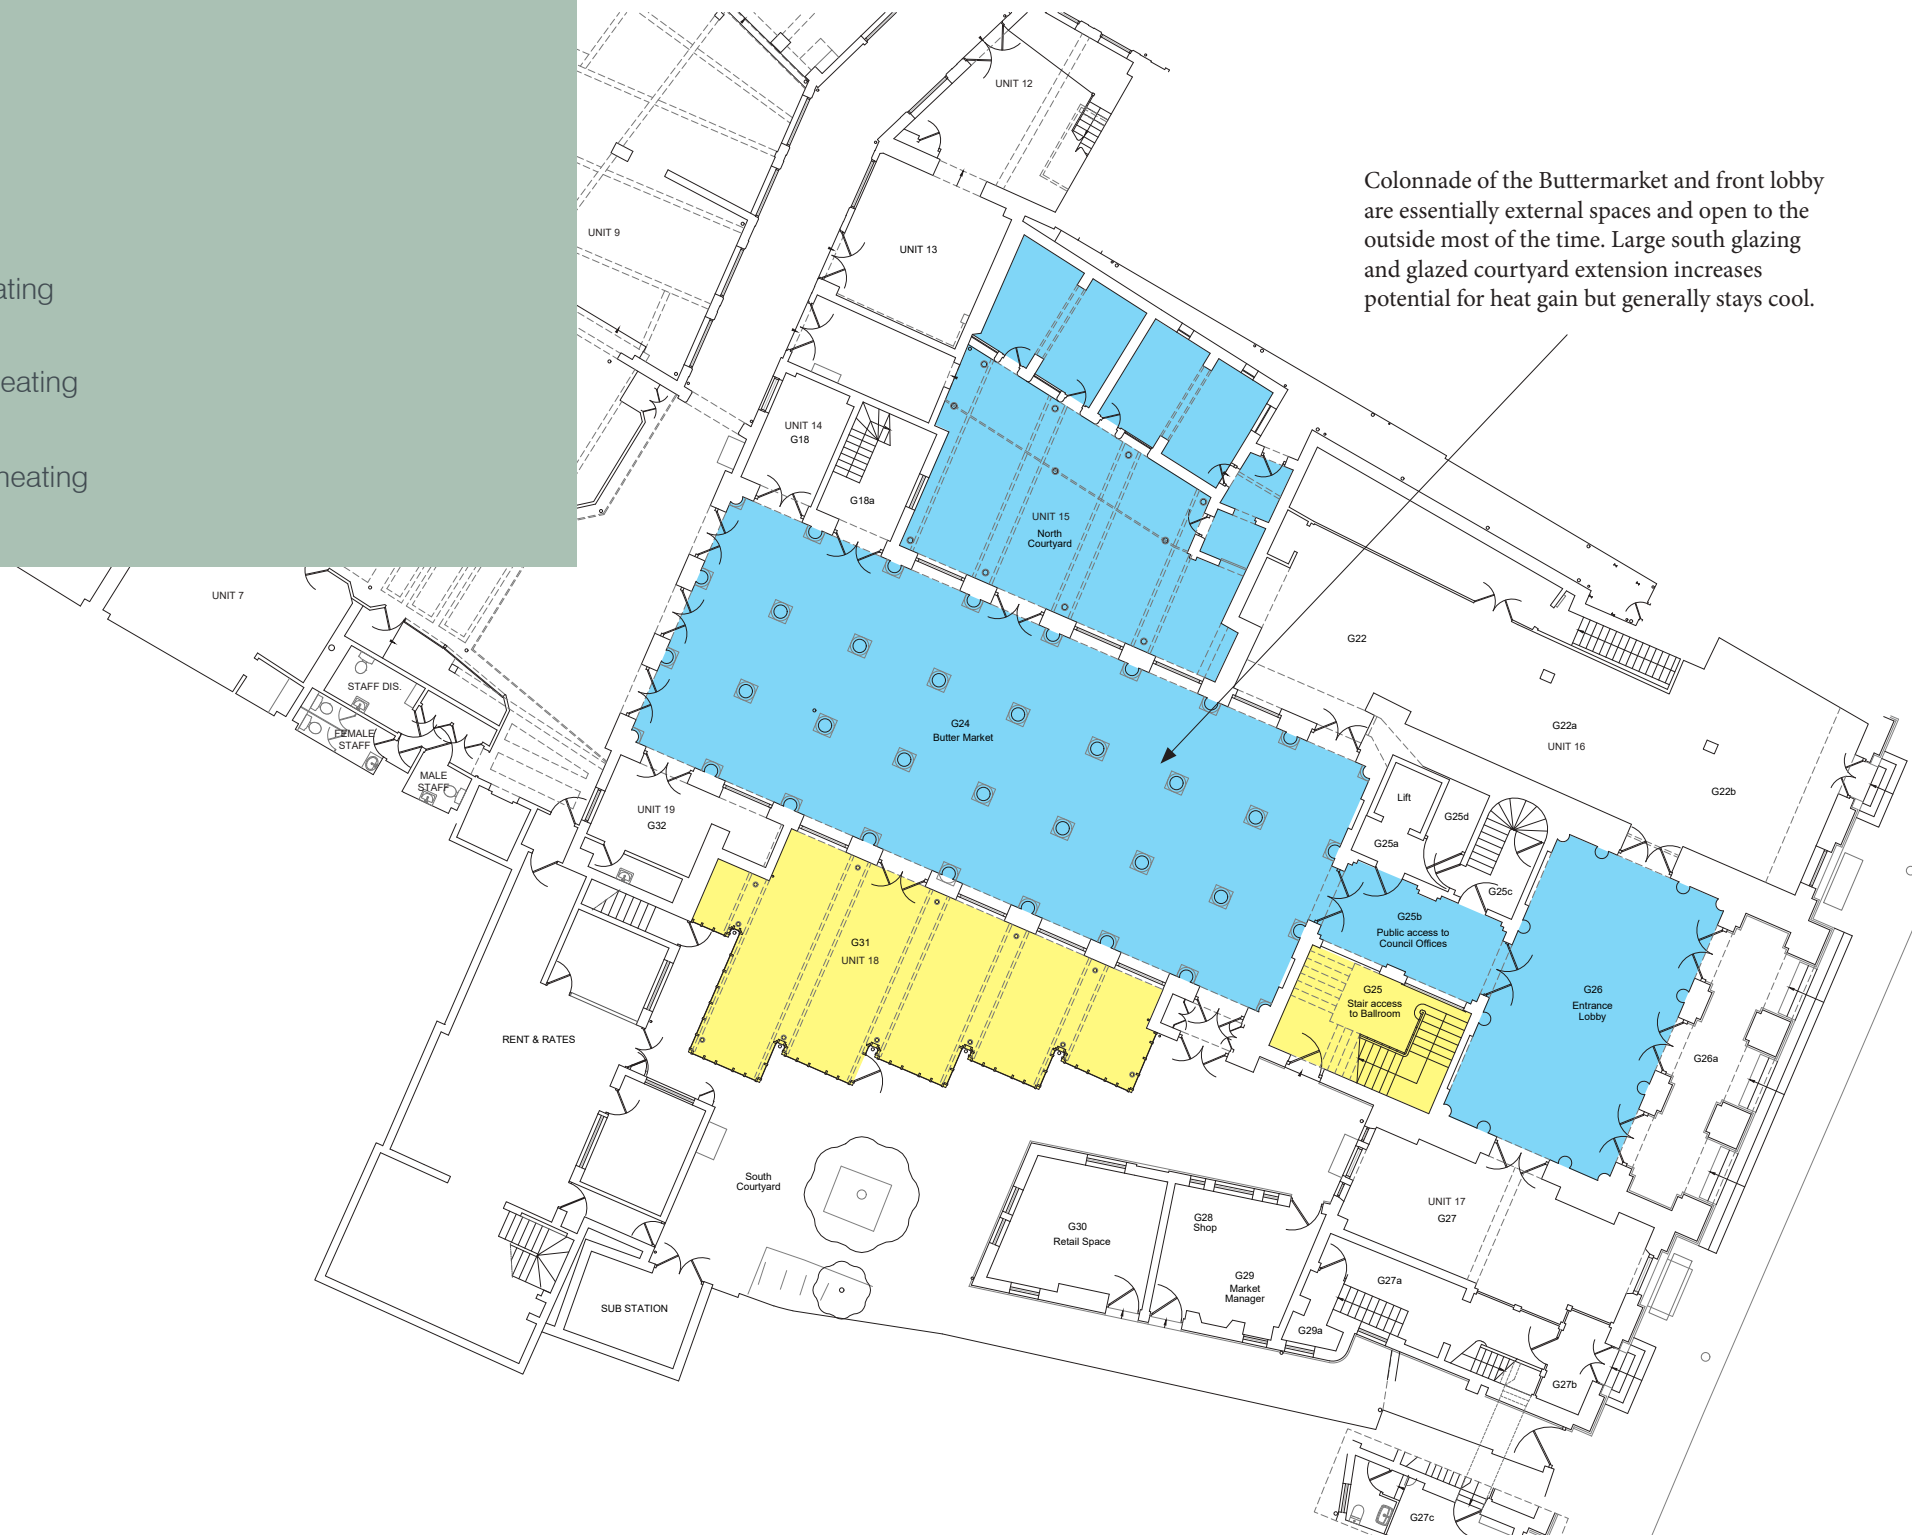 ating
eating
heating
Colonnade of the Buttermarket and front lobby
are essentially external spaces and open to the
outside most of the time. Large south glazing
and glazed courtyard extension increases
potential for heat gain but generally stays cool.
UNIT 12
UNIT 9
UNIT 13
UNIT 14
G18
G18a
UNIT 15
North
Courtyard
UNIT 7
STAFF DIS.
FEMALE
STAFF
MALE
STAFF
G22
G22a
UNIT 16
G22b
G24
Butter Market
UNIT 19
G32
Lift
G25d
G25a
G25c
G25b
Public access to
Council Offices
G31
UNIT 18
G25
Stair access
to Ballroom
G26
Entrance
Lobby
G26a
RENT & RATES
South
Courtyard
UNIT 17
G27
G30
Retail Space
G28
Shop
G29
Market
Manager
G27a
G29a
SUB STATION
G27b
G27c